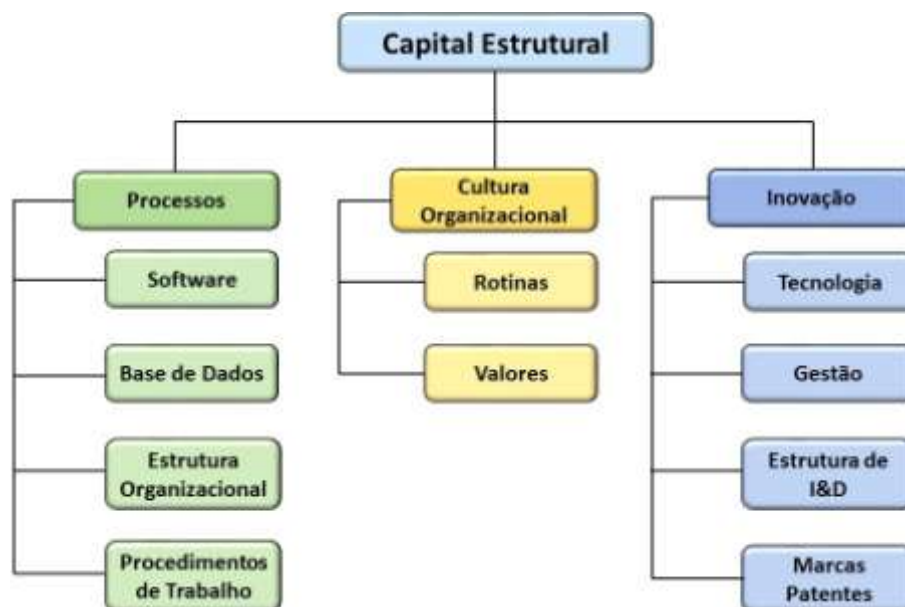 Capital Estrutural
Processos
Software
Base de Dados
Estrutura
Organizacional
Procedimentos
de Trabalho
Cultura
Organizacional
Rotinas
Valores
Inovação
Tecnologia
Gestão
Estrutura de
I&D
Marcas
Patentes